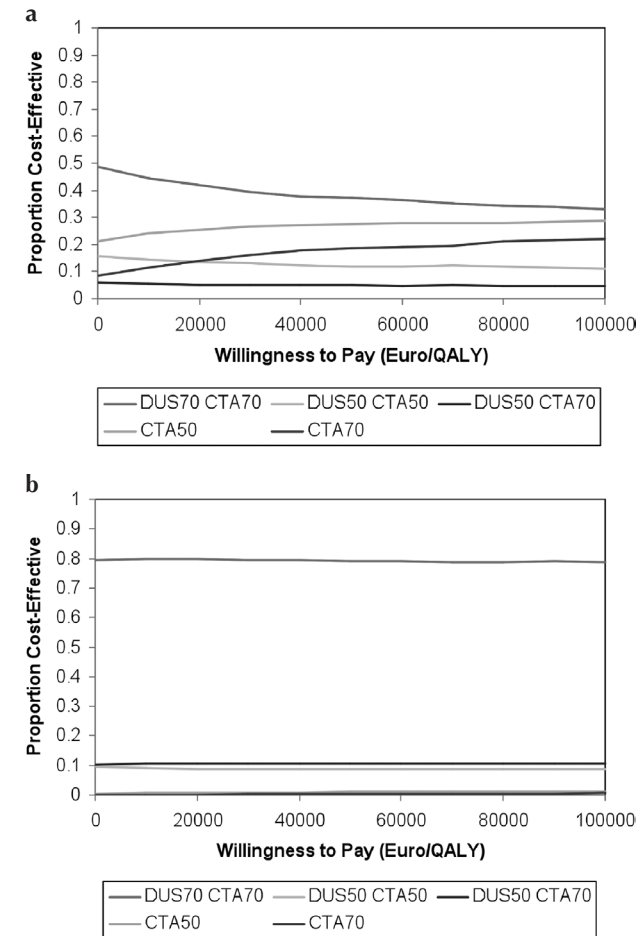 a
1
0.9
0.8
0.7
0.6
0.5
0.4
0.3
0.2
0.1
0
Proportion Cost-Effective
0 20000 40000 60000 80000 100000
Willingness to Pay (Euro/QALY)
DUS70 CTA70 DUS50 CTA50 DUS50 CTA70
CTA50 CTA70
b
1
0.9
0.8
0.7
0.6
0.5
0.4
0.3
0.2
0.1
0
Proportion Cost-Effective
0 20000 40000 60000 80000 100000
Willingness to Pay (Euro/QALY)
DUS70 CTA70 DUS50 CTA50 DUS50 CTA70
CTA50 CTA70